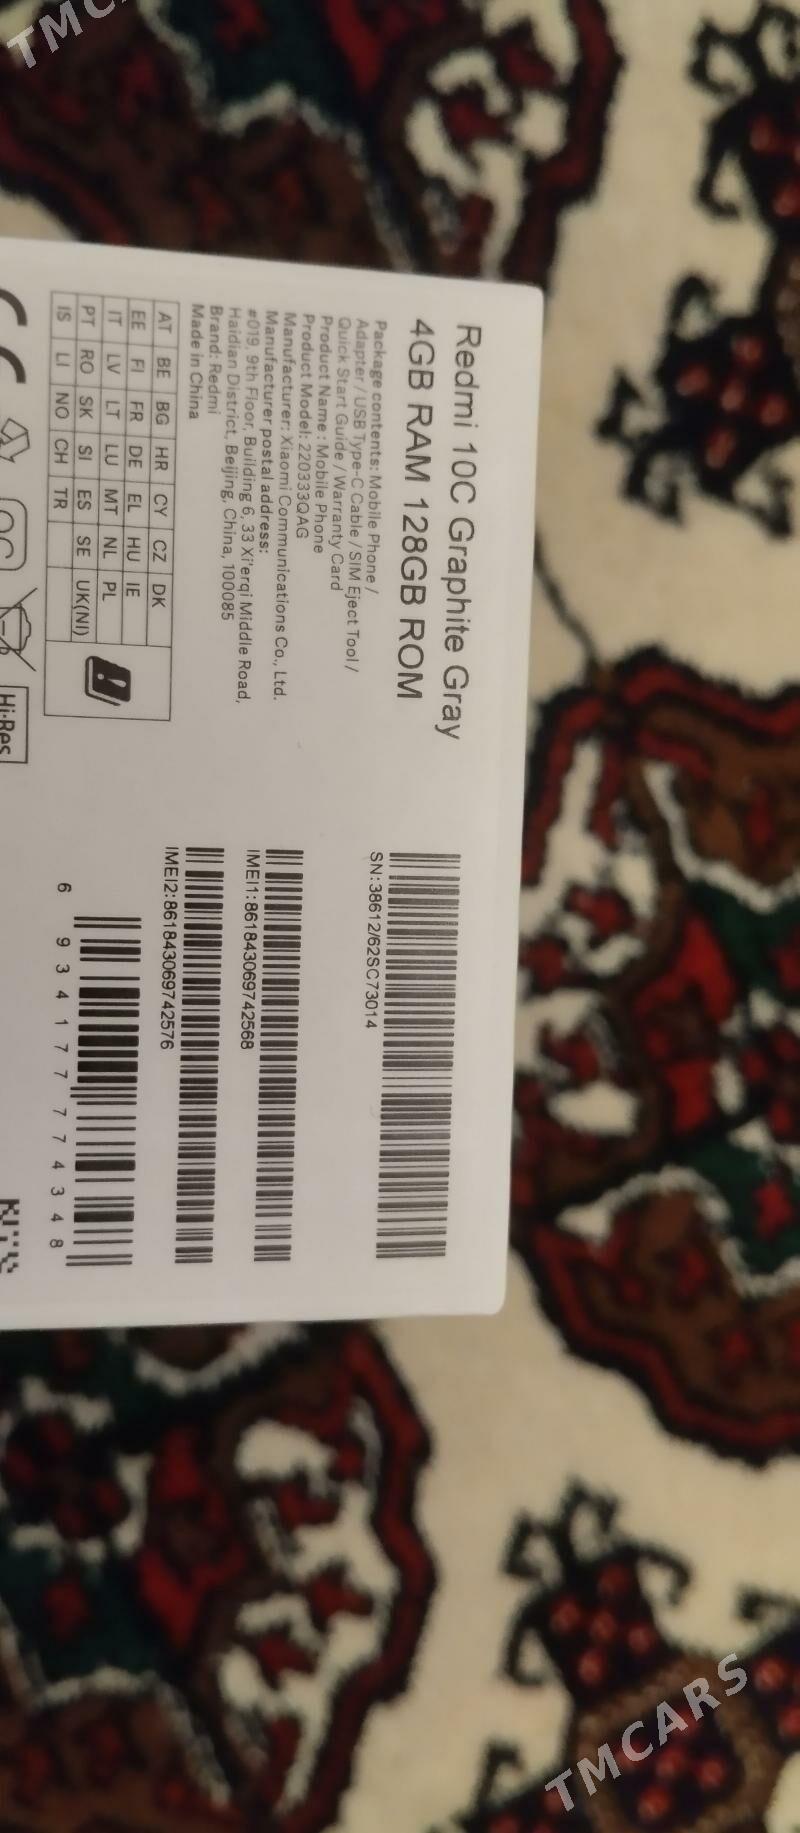 Redmi 10C Graphite Gray
4GB RAM 128GB ROM
Package contents: Mobile Phone /
Adapter / USB Type-C Cable / SIM Eject Tool /
Quick Start Guide / Warranty Card
Product Name : Mobile Phone
Product Model: 220333QAG
Manufacturer: Xiaomi Communications Co., Ltd.
Manufacturer postal address:
#019, 9th Floor, Building 6, 33 Xi'erqi Middle Road,
Haidian District, Beijing, China, 100085
Brand: Redmi
Made in China
AT BE BG HR CY CZ DK
EE FI FR DE EL HU IE
IT LV LT LU MT NL PL
PT RO SK SI ES SE UK(NI)
IS LI NO CH TR
Hi-Res
SN:38612/62SC73014
IMEI1:861843069742568
IMEI2:861843069742576
6 934177 774348
TMCARS